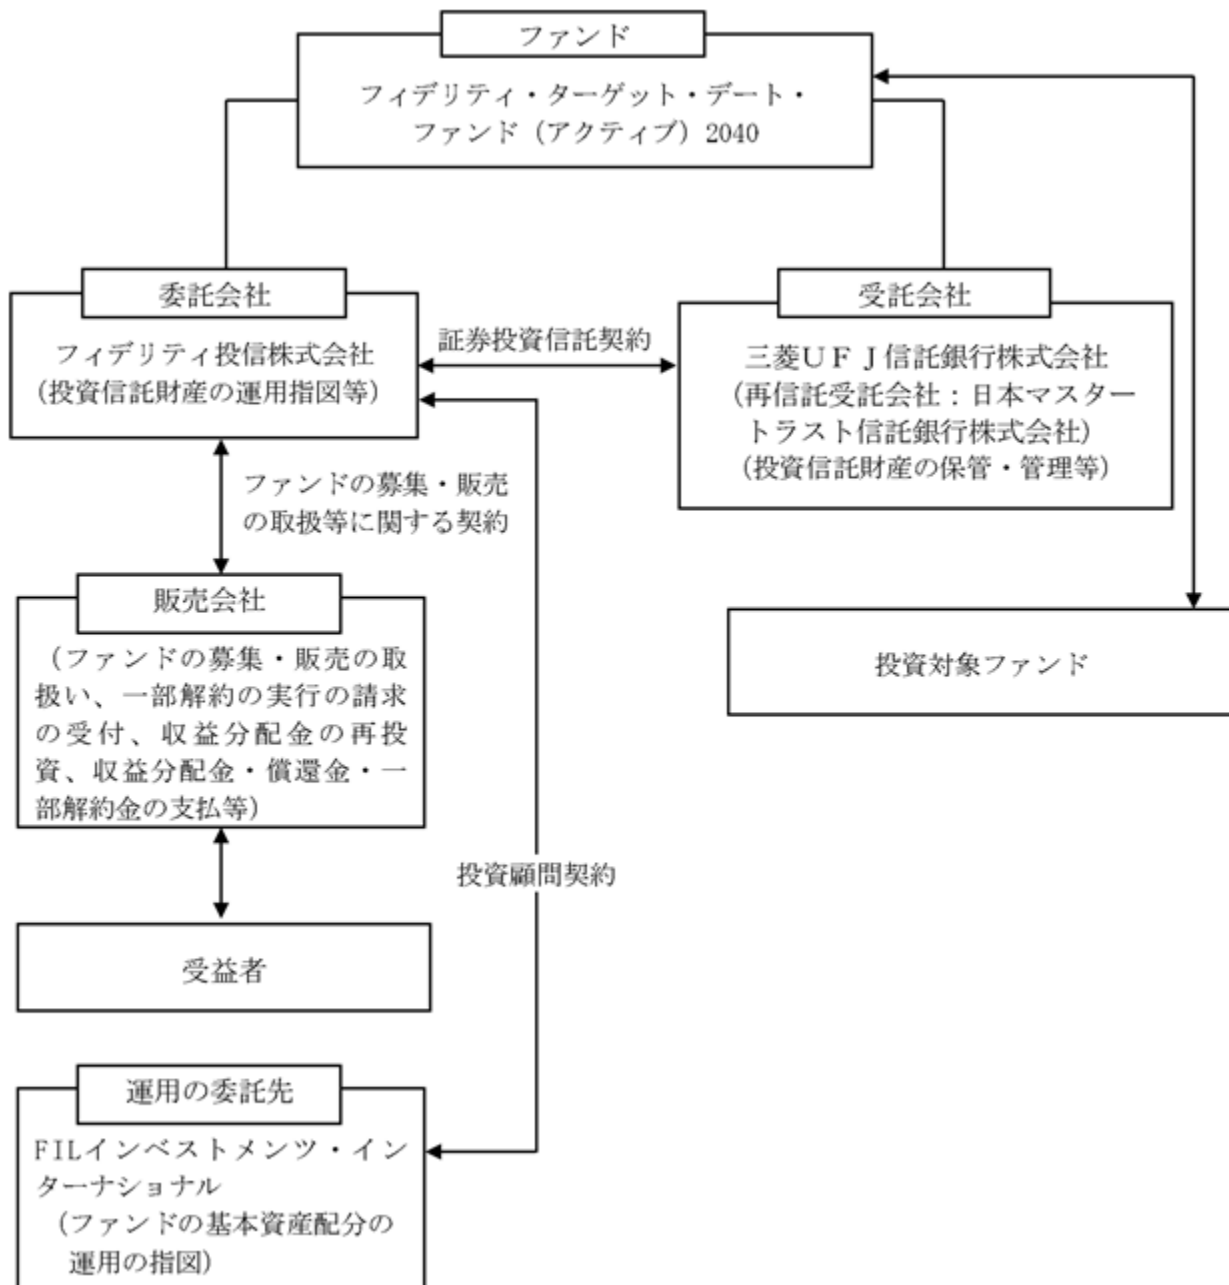 ファンド
フィデリティ・ターゲット・デート・
ファンド（アクティブ）2040
委託会社
フィデリティ投信株式会社
（投資信託財産の運用指図等）
証券投資信託契約
受託会社
三菱ＵＦＪ信託銀行株式会社
（再信託受託会社：日本マスター
トラスト信託銀行株式会社）
（投資信託財産の保管・管理等）
ファンドの募集・販売
の取扱等に関する契約
販売会社
（ファンドの募集・販売の取
扱い、一部解約の実行の請求
の受付、収益分配金の再投
資、収益分配金・償還金・一
部解約金の支払等）
投資対象ファンド
投資顧問契約
受益者
運用の委託先
FILインベストメンツ・イン
ターナショナル
（ファンドの基本資産配分の
運用の指図）